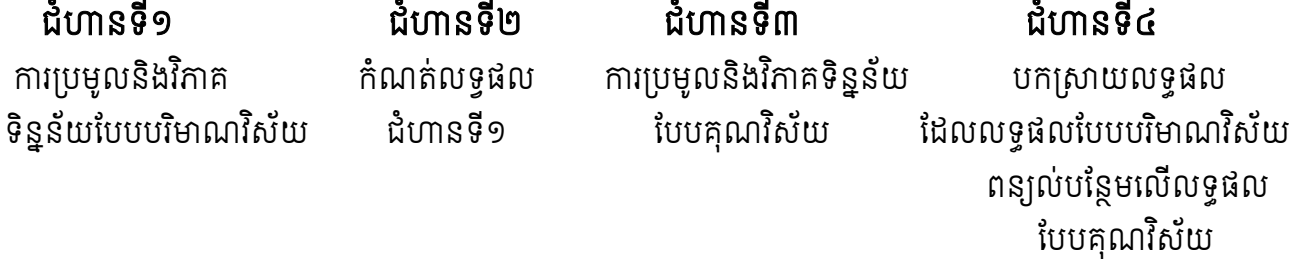 ជំហានទី១ ជំហានទី២ ជំហានទី៣ ជំហានទី៤
ការប្រមូលនិងវិភាគ កំណត់លទ្ធផល ការប្រមូលនិងវិភាគទិន្នន័យ បកស្រាយលទ្ធផល
ទិន្នន័យបែបបរិមាណវិស័យ ជំហានទី១ បែបគុណវិស័យ ដែលលទ្ធផលបែបបរិមាណវិស័យ
ពន្យល់បន្ថែមលើលទ្ធផល
បែបគុណវិស័យ